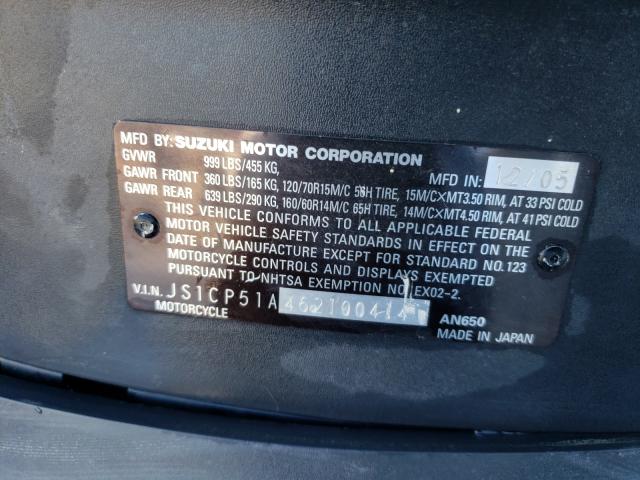 MFD BY: SUZUKI MOTOR CORPORATION
GVWR 999 LBS/455 KG, MFD IN: 12/05
GAWR FRONT 360 LBS/165 KG, 120/70R15M/C 56H TIRE, 15M/C×MT3.50 RIM, AT 33 PSI COLD
GAWR REAR 639 LBS/290 KG, 160/60R14M/C 65H TIRE, 14M/C×MT4.50 RIM, AT 41 PSI COLD
THIS VEHICLE CONFORMS TO ALL APPLICABLE FEDERAL
MOTOR VEHICLE SAFETY STANDARDS IN EFFECT ON THE
DATE OF MANUFACTURE EXCEPT FOR STANDARD NO.123
MOTORCYCLE CONTROLS AND DISPLAYS EXEMPTED
PURSUANT TO NHTSA EXEMPTION NO. EX02-2.
V.I.N. JS1CP51A462100414
MOTORCYCLE AN650
MADE IN JAPAN